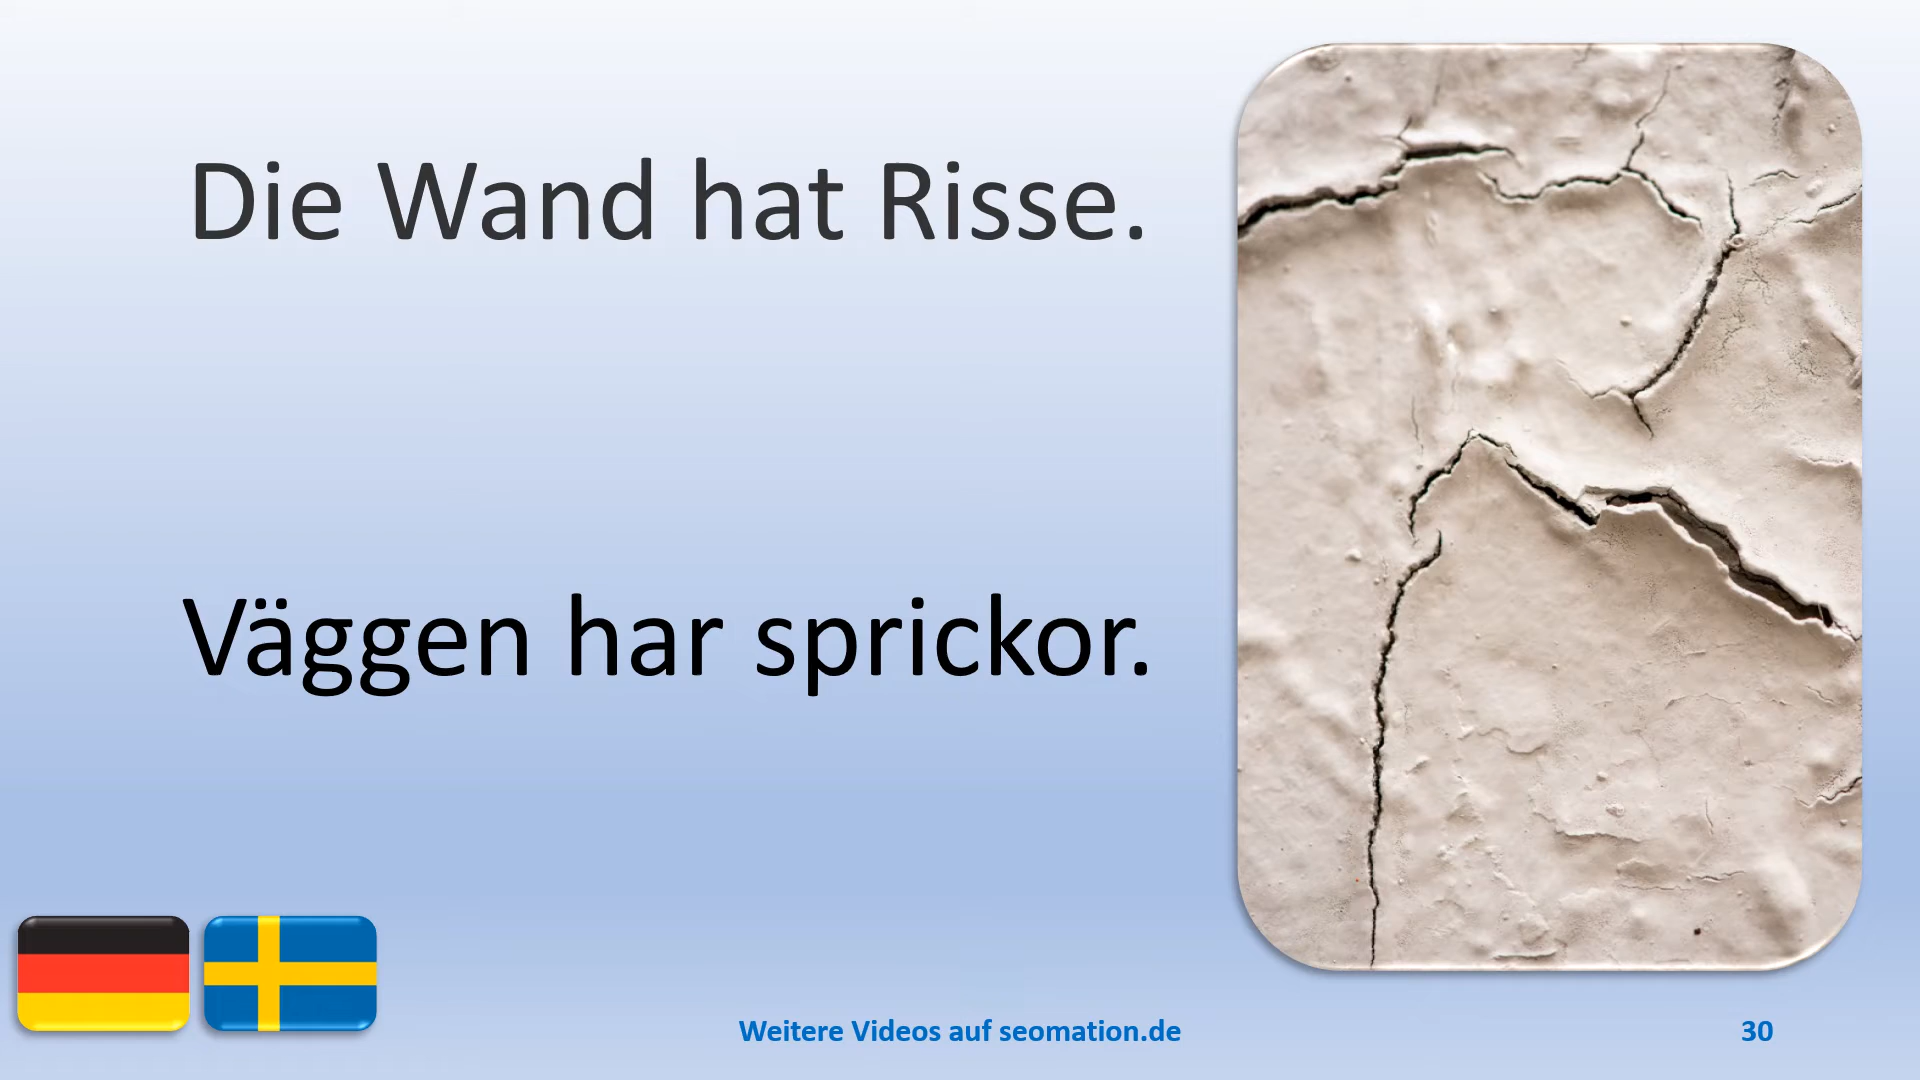 Die Wand hat Risse.
Väggen har sprickor.
Weitere Videos auf seomation.de
30